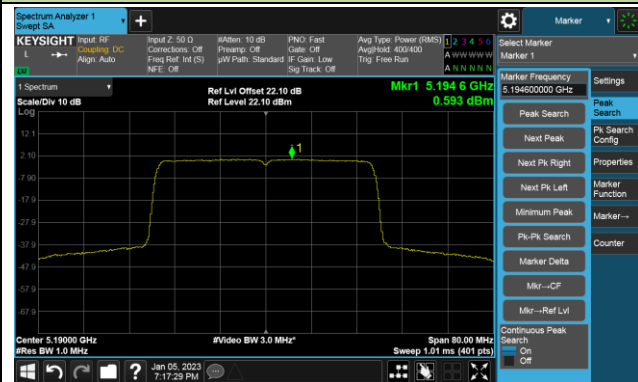 Spectrum Analyzer 1
Swept SA
Marker
KEYSIGHT
L
LXI
Input: RF
Coupling: DC
Align: Auto
Input Z: 50 Ω
Corrections: Off
Freq Ref: Int (S)
NFE: Off
#Atten: 10 dB
Preamp: Off
µW Path: Standard
PNO: Fast
Gate: Off
IF Gain: Low
Sig Track: Off
Avg Type: Power (RMS)
Avg|Hold: 400/400
Trig: Free Run
1 2 3 4 5 6
A W W W W W
A N N N N N
Select Marker
Marker 1
1 Spectrum
Scale/Div 10 dB
Log
Ref Lvl Offset 22.10 dB
Ref Level 22.10 dBm
Mkr1 5.194 6 GHz
0.593 dBm
12.1
2.10
-7.90
-17.9
-27.9
-37.9
-47.9
-57.9
-67.9
1
Center 5.19000 GHz
#Res BW 1.0 MHz
#Video BW 3.0 MHz*
Span 80.00 MHz
Sweep 1.01 ms (401 pts)
Marker Frequency
5.194600000 GHz
Peak Search
Next Peak
Next Pk Right
Next Pk Left
Minimum Peak
Pk-Pk Search
Marker Delta
Mkr→CF
Mkr→Ref Lvl
Continuous Peak
Search
On
Off
Settings
Peak
Search
Pk Search
Config
Properties
Marker
Function
Marker→
Counter
Jan 05, 2023
7:17:29 PM